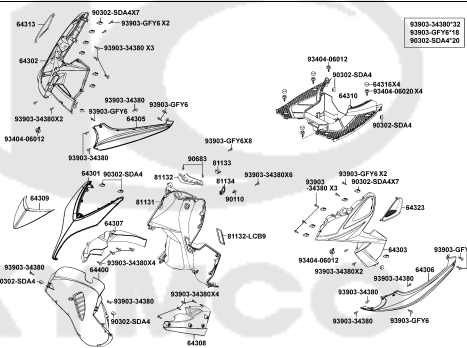 90302-SDA4X7
64313
93903-GFY6 X2
93903-34380*32
93903-GFY6*18
90302-SDA4*20
93903-34380 X3
64302
93404-06012
90302-SDA4
64316X4
93404-06020 X4
64310
93903-34380
93903-GFY6
93903-GFY6
93903-34380X2
64305
93404-06012
90302-SDA4
93903-GFY6X8
93903-34380
90683
81133
64301
90302-SDA4
81132
81134
93903-34380X6
93903-GFY6 X2
93903
-34380 X3
90302-SDA4X7
64309
81131
90110
64323
64307
81132-LCB9
64303
93404-06012
93903-GFY
93903-34380X4
93903-34380X2
64306
93903-34380
64400
93903-34380
0302-SDA4
93903-34380X4
93903-34380
93903-34380
90302-SDA4
93903-34380
93903-GFY6
64308